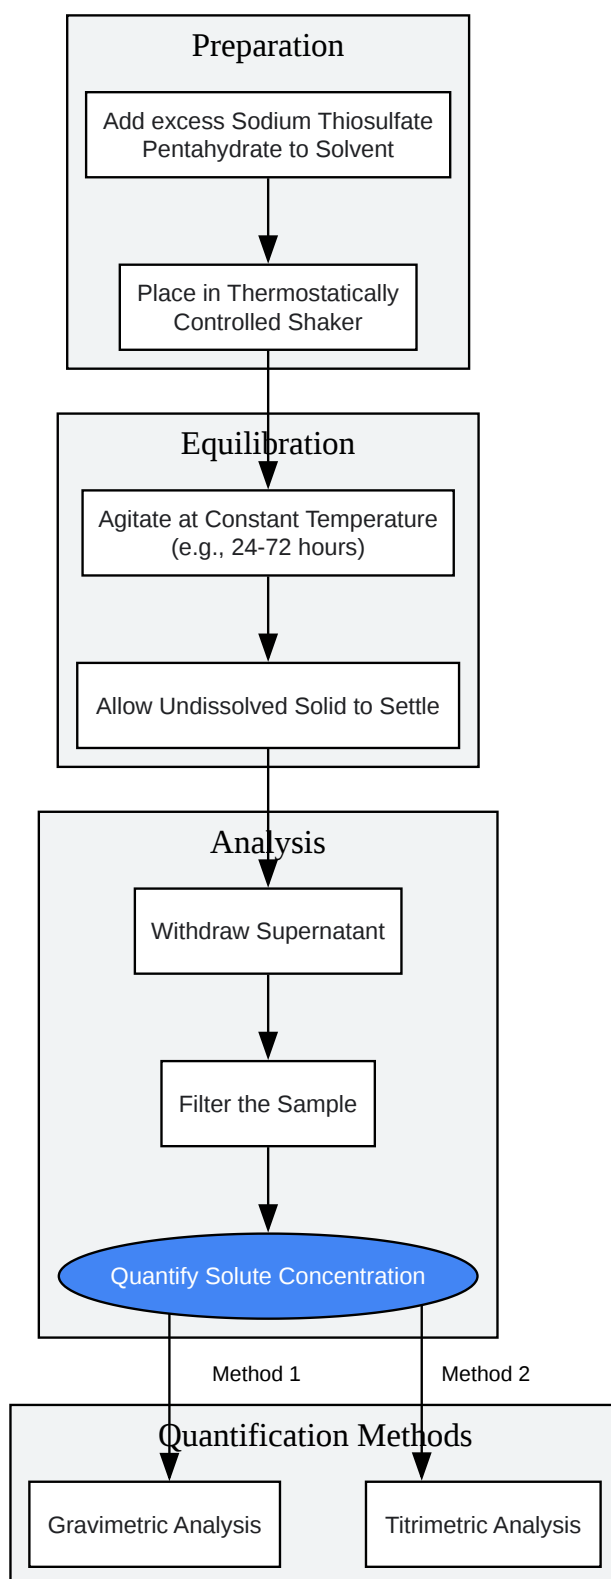 Preparation
Add excess Sodium Thiosulfate
Pentahydrate to Solvent
Place in Thermostatically
Controlled Shaker
Equilibration
Agitate at Constant Temperature
(e.g., 24-72 hours)
Allow Undissolved Solid to Settle
Analysis
Withdraw Supernatant
Filter the Sample
Quantify Solute Concentration
Method 1
Method 2
Quantification Methods
Gravimetric Analysis
Titrimetric Analysis